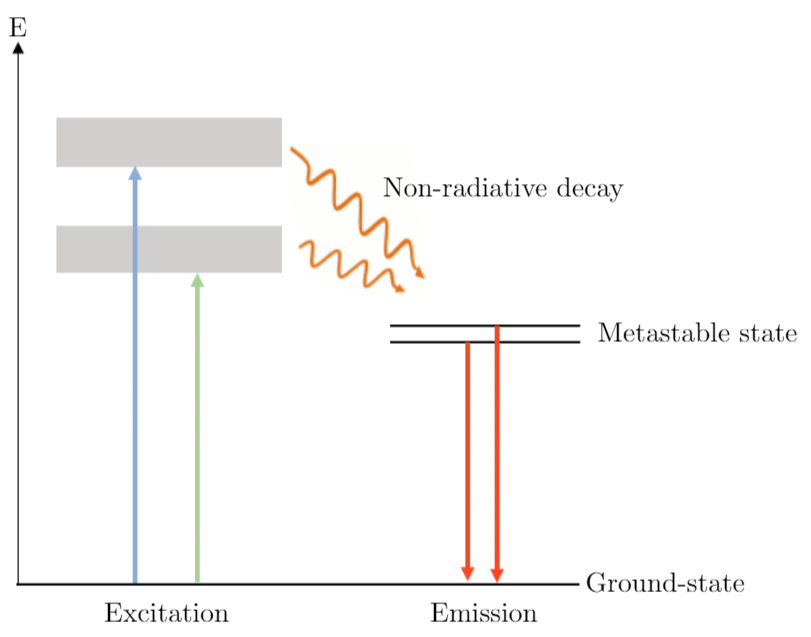 E
Non-radiative decay
Metastable state
Ground-state
Excitation
Emission